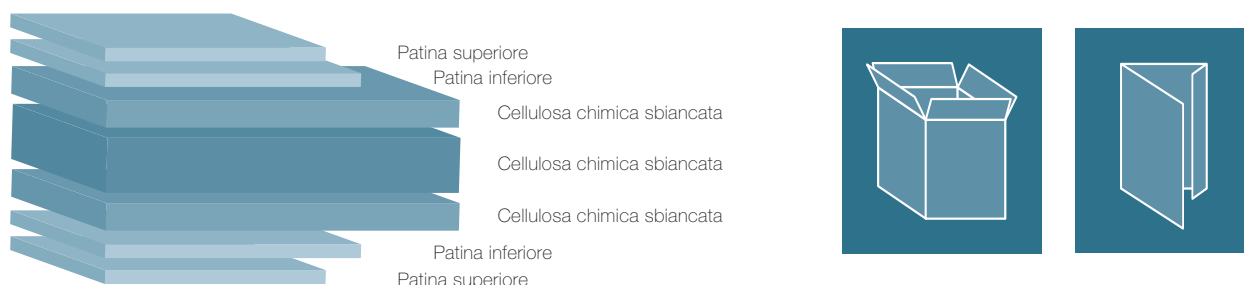 Patina superiore
Patina inferiore
Cellulosa chimica sbiancata
Cellulosa chimica sbiancata
Cellulosa chimica sbiancata
Patina inferiore
Patina superiore